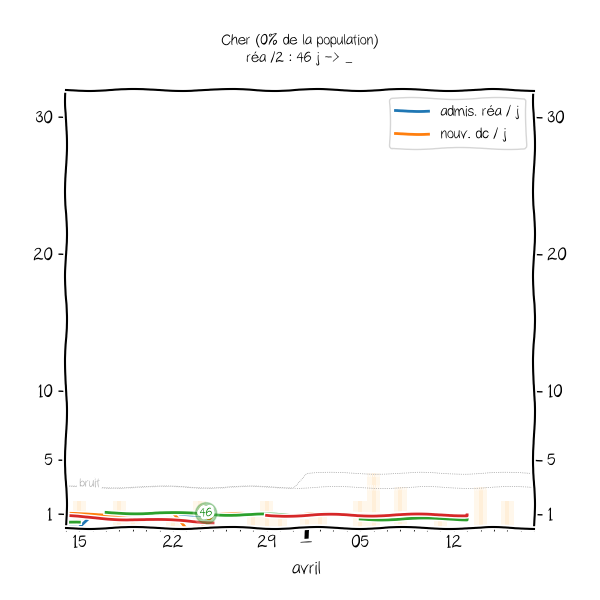 Cher (0% de la population)
réa /2 : 46 j -> _
admis. réa / j
nouv. dc / j
30 30
20 20
10 10
5 5
bruit
46
1 1
15 22 29 05 12
avril